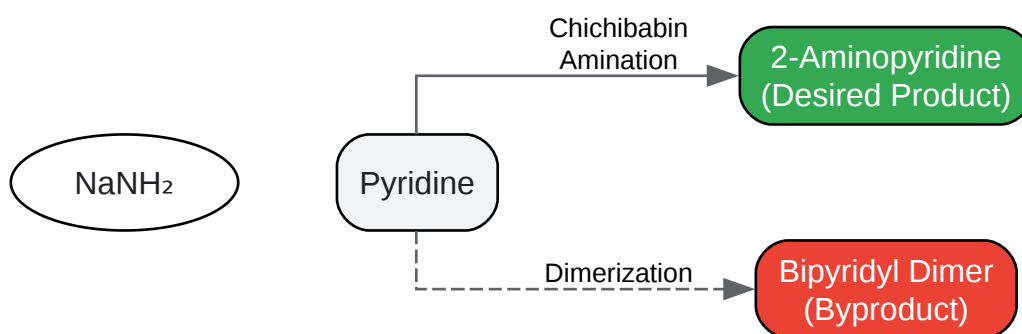 Chichibabin
Amination
2-Aminopyridine
(Desired Product)
NaNH₂
Pyridine
Dimerization
Bipyridyl Dimer
(Byproduct)